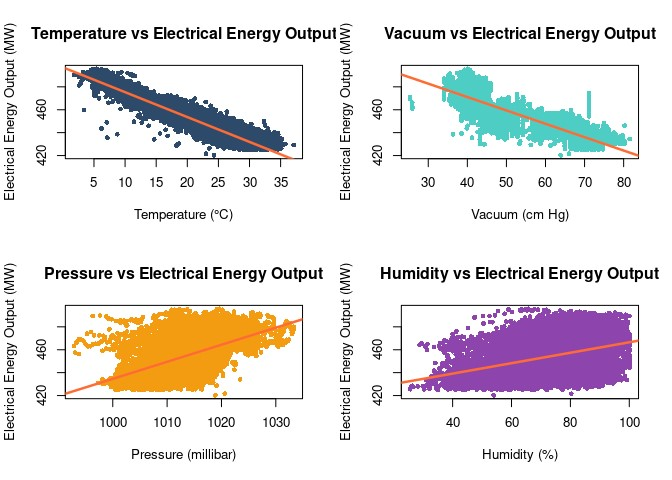 Temperature vs Electrical Energy Output
Electrical Energy Output (MW)
420
460
5 10 15 20 25 30 35
Temperature (°C)
Vacuum vs Electrical Energy Output
Electrical Energy Output (MW)
420
460
30 40 50 60 70 80
Vacuum (cm Hg)
Pressure vs Electrical Energy Output
Electrical Energy Output (MW)
420
460
1000 1010 1020 1030
Pressure (millibar)
Humidity vs Electrical Energy Output
Electrical Energy Output (MW)
420
460
40 60 80 100
Humidity (%)